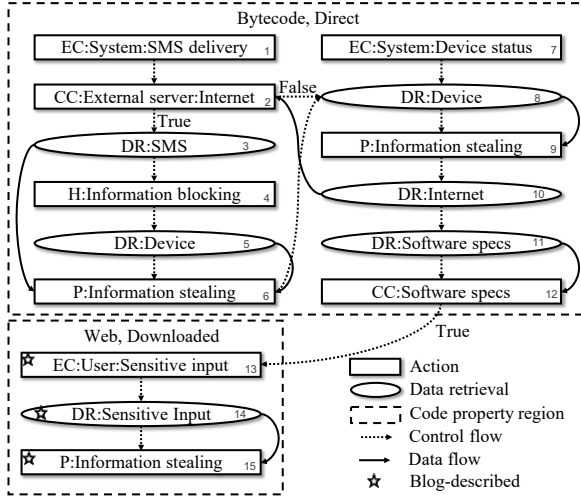 Bytecode, Direct
EC:System:SMS delivery 1
CC:External server:Internet 2
True
False
DR:SMS 3
H:Information blocking 4
DR:Device 5
P:Information stealing 6
EC:System:Device status 7
DR:Device 8
P:Information stealing 9
DR:Internet 10
DR:Software specs 11
CC:Software specs 12
True
Web, Downloaded
EC:User:Sensitive input 13
DR:Sensitive Input 14
P:Information stealing 15
Action
Data retrieval
Code property region
Control flow
Data flow
Blog-described